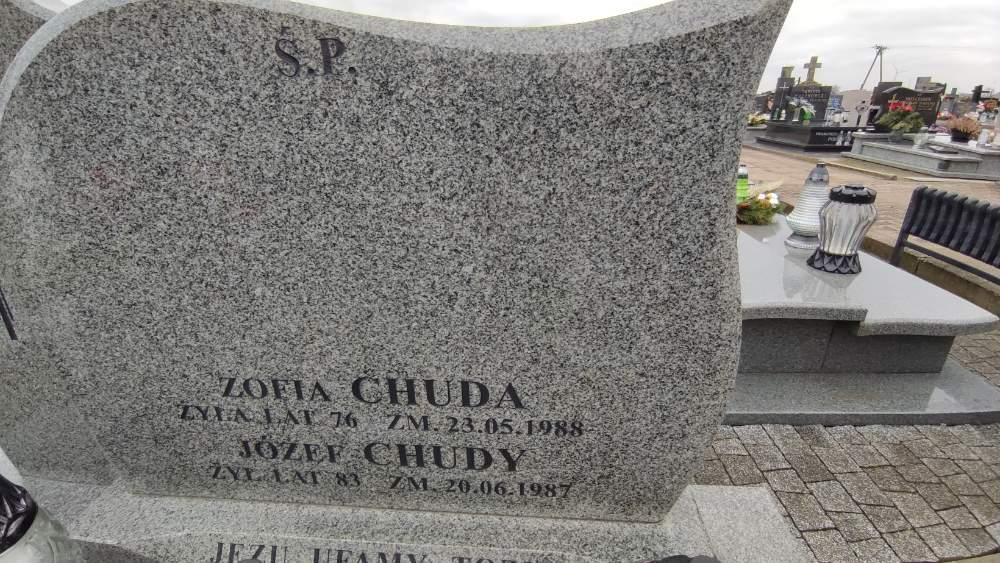 Ś.P.
ZOFIA CHUDA
ŻYŁA LAT 76 ZM. 23.05.1988
JÓZEF CHUDY
ŻYŁ LAT 83 ZM. 20.06.1987
JEZU UFAMY TOBIE